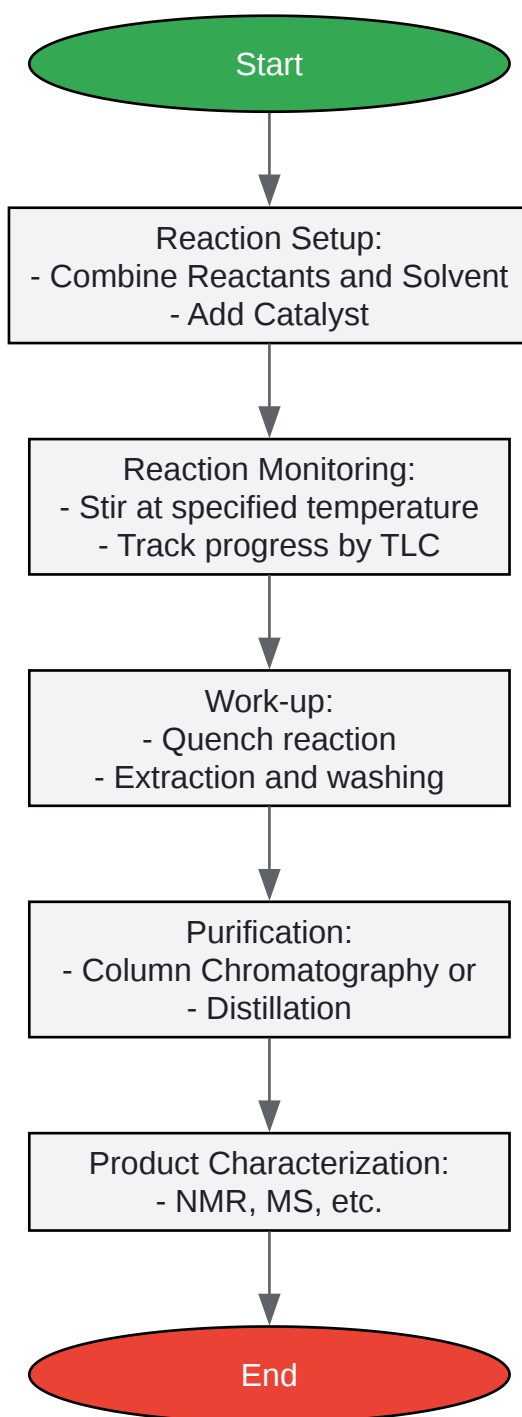 Start
Reaction Setup:
- Combine Reactants and Solvent
- Add Catalyst
Reaction Monitoring:
- Stir at specified temperature
- Track progress by TLC
Work-up:
- Quench reaction
- Extraction and washing
Purification:
- Column Chromatography or
- Distillation
Product Characterization:
- NMR, MS, etc.
End